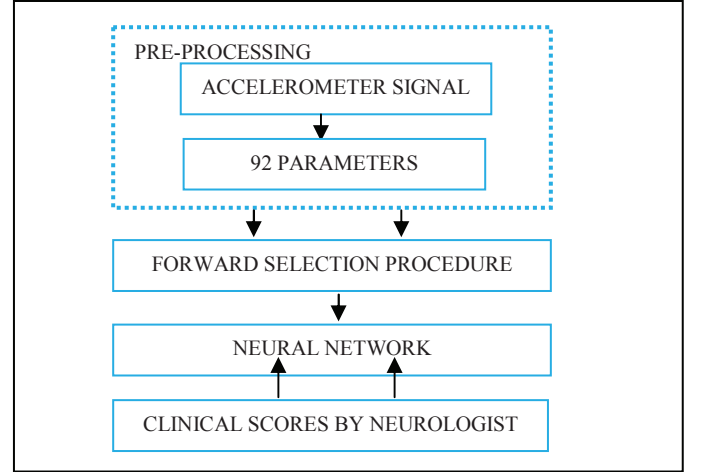 PRE-PROCESSING
ACCELEROMETER SIGNAL
92 PARAMETERS
FORWARD SELECTION PROCEDURE
NEURAL NETWORK
CLINICAL SCORES BY NEUROLOGIST